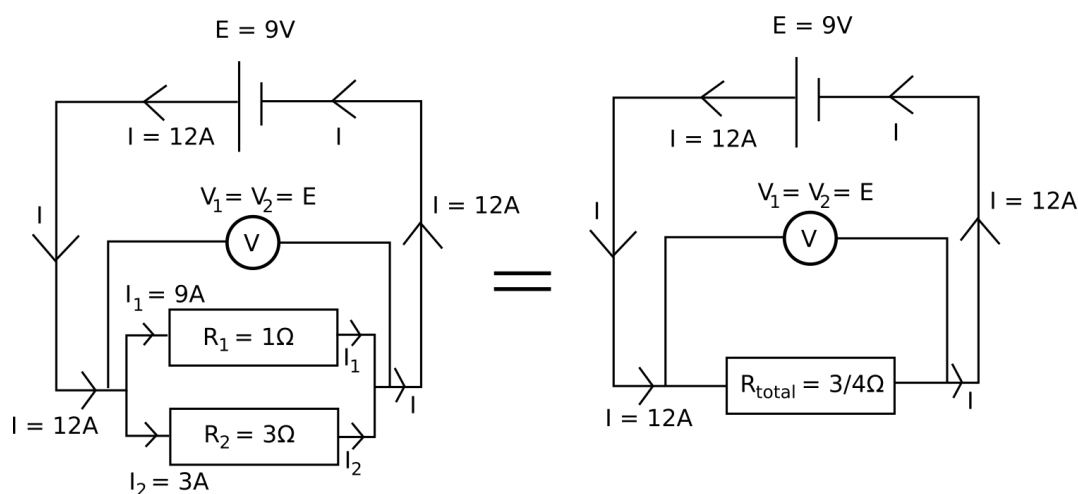 E = 9V
I = 12A
I
V₁= V₂= E
I
I = 12A
V
I₁ = 9A
R₁ = 1Ω
I₁
I
I = 12A
R₂ = 3Ω
I₂
I₂ = 3A
=
E = 9V
I = 12A
I
V₁= V₂= E
I
I = 12A
V
R_total = 3/4Ω
I
I = 12A